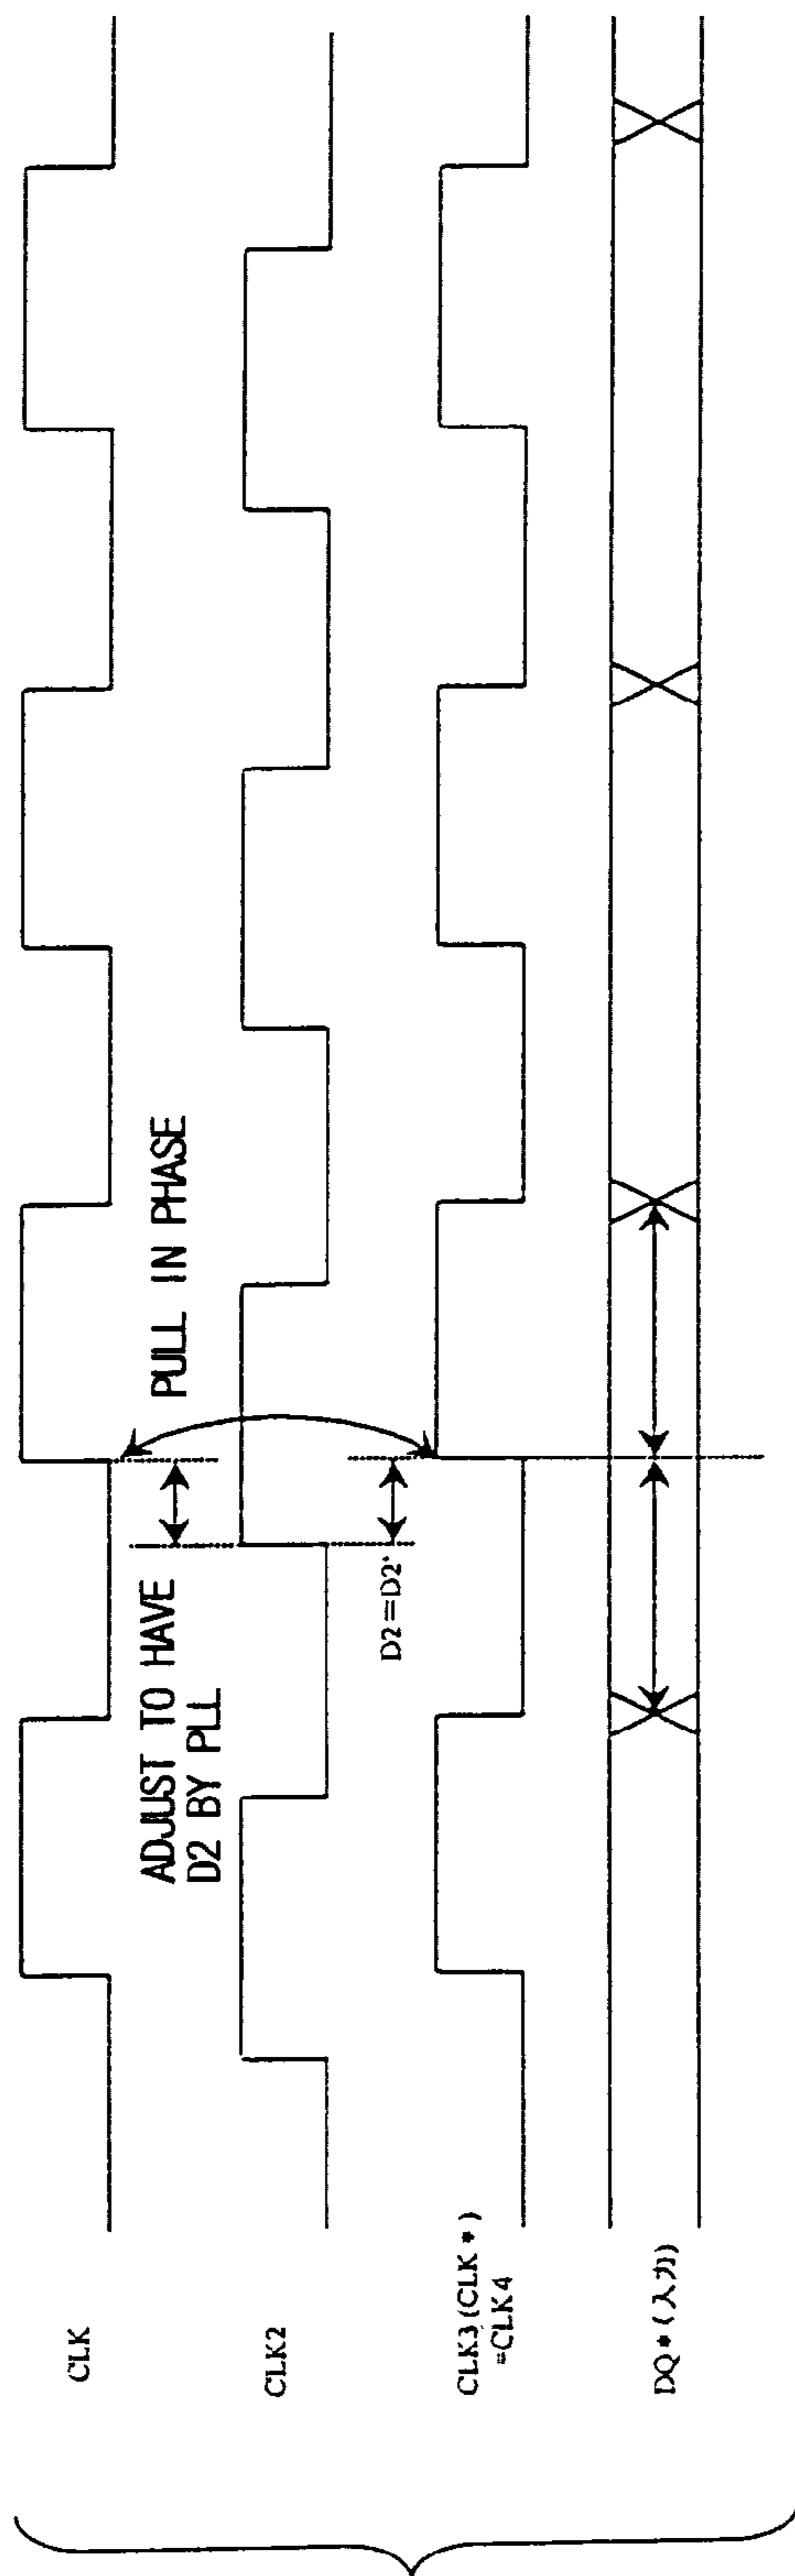 CLK
ADJUST TO HAVE
D2 BY PLL
PULL IN PHASE
CLK2
D2=D2'
CLK3 (CLK *)
=CLK4
DQ * (入力)